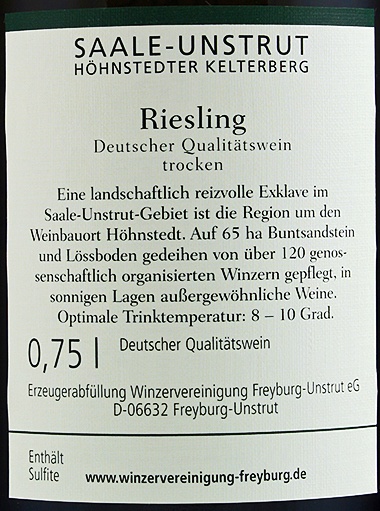 SAALE-UNSTRUT
HÖHNSTEDTER KELTERBERG
Riesling
Deutscher Qualitätswein
trocken
Eine landschaftlich reizvolle Exklave im
Saale-Unstrut-Gebiet ist die Region um den
Weinbauort Höhnstedt. Auf 65 ha Buntsandstein
und Lössboden gedeihen von über 120 genos-
senschaftlich organisierten Winzern gepflegt, in
sonnigen Lagen außergewöhnliche Weine.
Optimale Trinktemperatur: 8 – 10 Grad.
0,75 l Deutscher Qualitätswein
Erzeugerabfüllung Winzervereinigung Freyburg-Unstrut eG
D-06632 Freyburg-Unstrut
Enthält
Sulfite www.winzervereinigung-freyburg.de